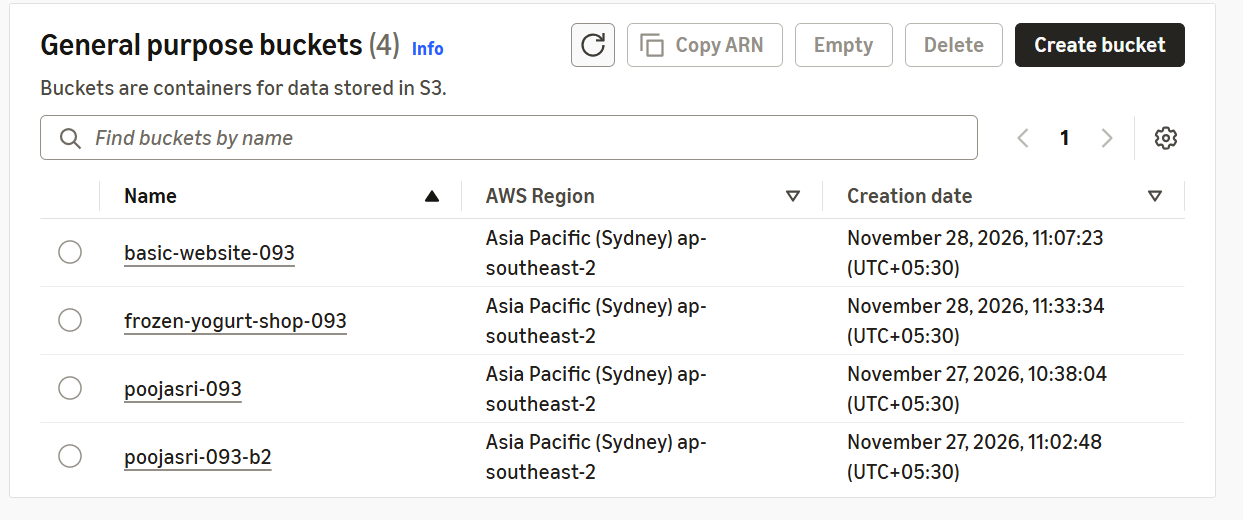 General purpose buckets (4) Info
Copy ARN
Empty
Delete
Create bucket
Buckets are containers for data stored in S3.
Find buckets by name
1
Name
AWS Region
Creation date
basic-website-093
Asia Pacific (Sydney) ap-
southeast-2
November 28, 2026, 11:07:23
(UTC+05:30)
frozen-yogurt-shop-093
Asia Pacific (Sydney) ap-
southeast-2
November 28, 2026, 11:33:34
(UTC+05:30)
poojasri-093
Asia Pacific (Sydney) ap-
southeast-2
November 27, 2026, 10:38:04
(UTC+05:30)
poojasri-093-b2
Asia Pacific (Sydney) ap-
southeast-2
November 27, 2026, 11:02:48
(UTC+05:30)